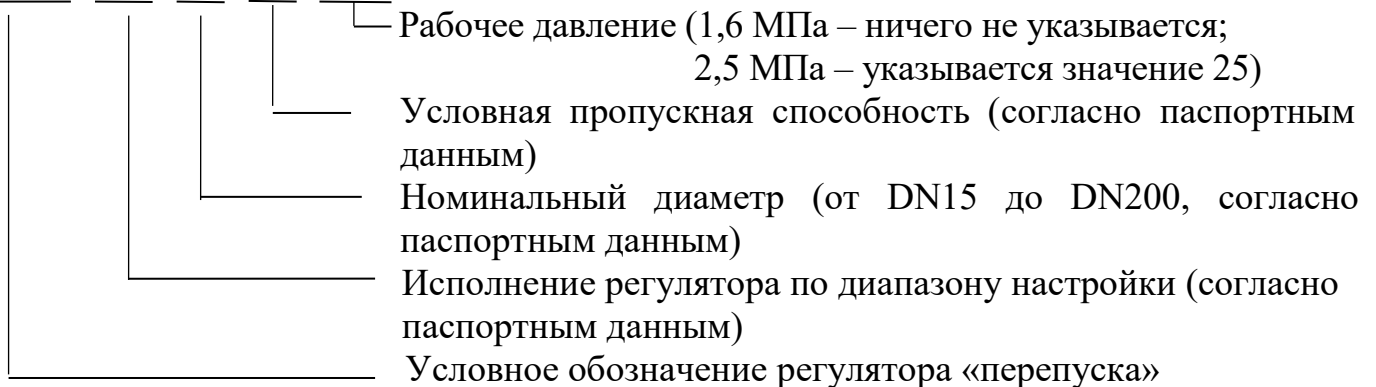 Рабочее давление (1,6 МПа – ничего не указывается;
2,5 МПа – указывается значение 25)
Условная пропускная способность (согласно паспортным
данным)
Номинальный диаметр (от DN15 до DN200, согласно
паспортным данным)
Исполнение регулятора по диапазону настройки (согласно
паспортным данным)
Условное обозначение регулятора «перепуска»